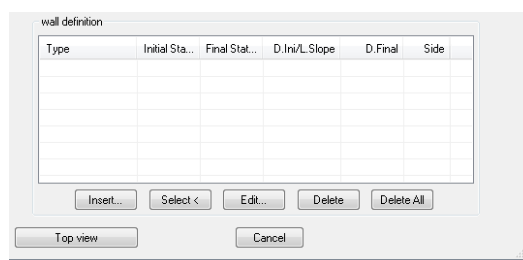 wall definition
Type Initial Sta... Final Stat... D.Ini/L.Slope D.Final Side
Insert... Select < Edit... Delete Delete All
Top view Cancel